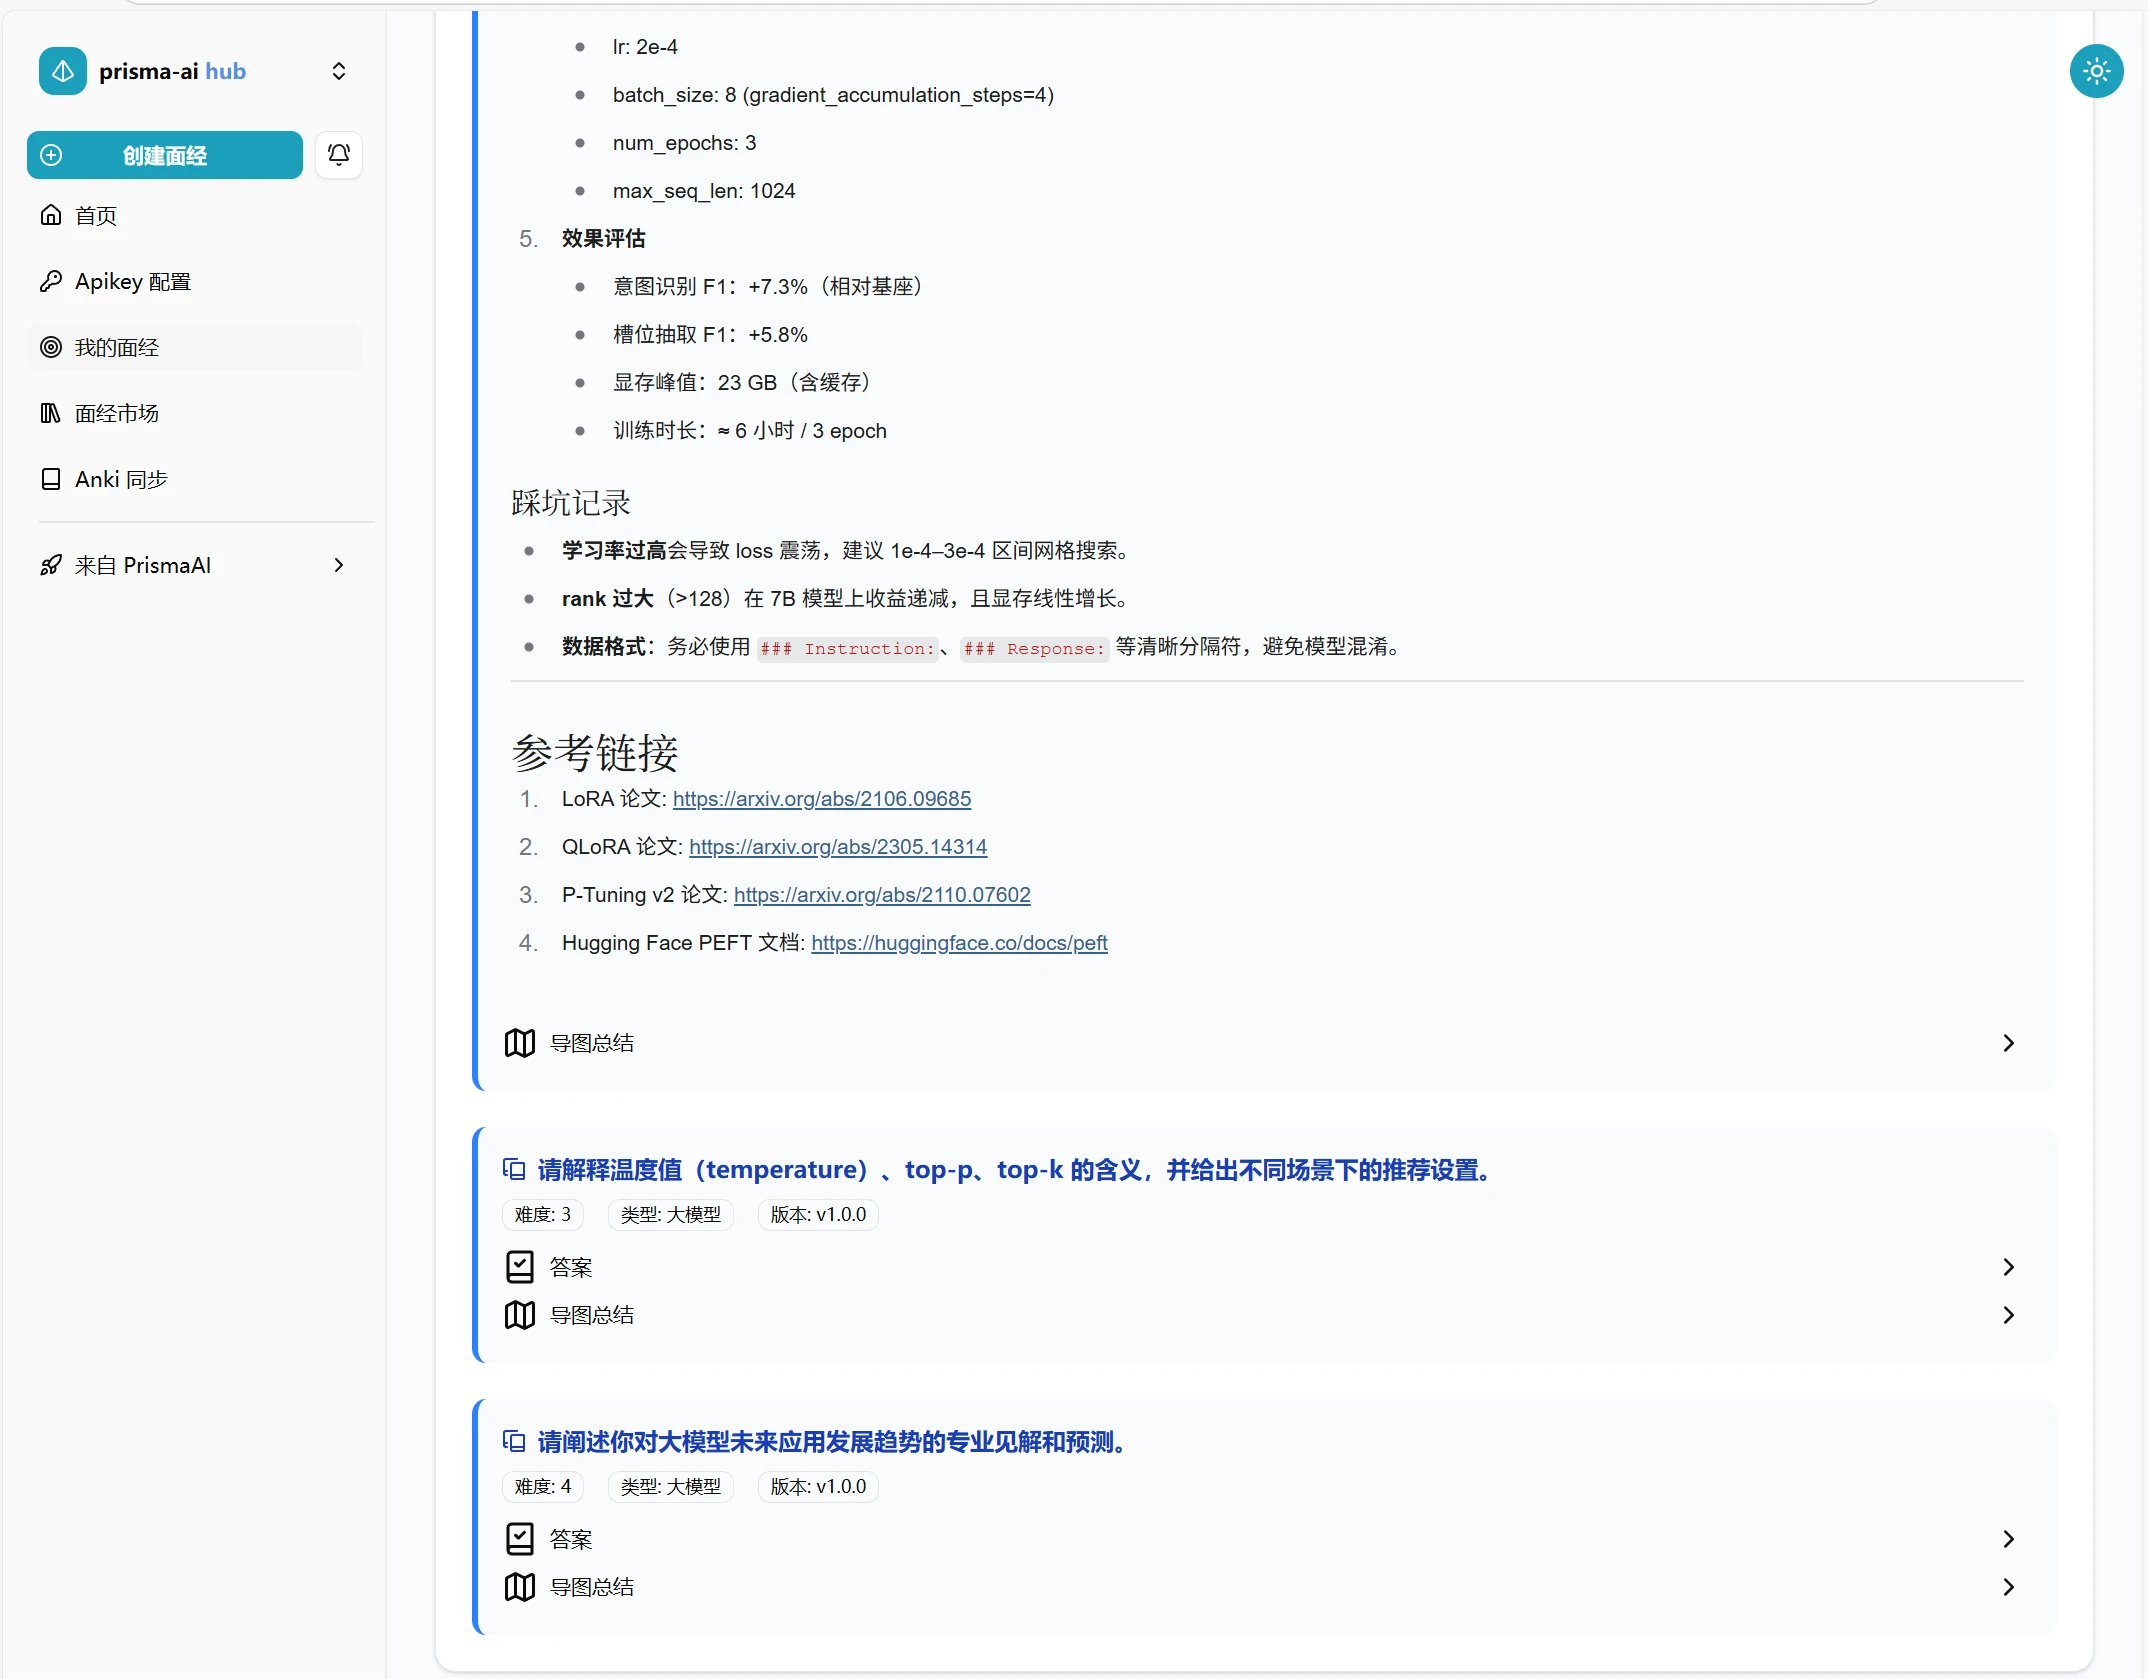 prisma-ai hub
创建面经
首页
Apikey 配置
我的面经
面经市场
Anki 同步
来自 PrismaAI
lr: 2e-4
batch_size: 8 (gradient_accumulation_steps=4)
num_epochs: 3
max_seq_len: 1024
5. 效果评估
意图识别 F1：+7.3%（相对基座）
槽位抽取 F1：+5.8%
显存峰值：23 GB（含缓存）
训练时长：≈ 6 小时 / 3 epoch
踩坑记录
学习率过高会导致 loss 震荡，建议 1e-4–3e-4 区间网格搜索。
rank 过大（>128）在 7B 模型上收益递减，且显存线性增长。
数据格式：务必使用 ### Instruction:、### Response: 等清晰分隔符，避免模型混淆。
参考链接
1. LoRA 论文: https://arxiv.org/abs/2106.09685
2. QLoRA 论文: https://arxiv.org/abs/2305.14314
3. P-Tuning v2 论文: https://arxiv.org/abs/2110.07602
4. Hugging Face PEFT 文档: https://huggingface.co/docs/peft
导图总结
请解释温度值（temperature）、top-p、top-k 的含义，并给出不同场景下的推荐设置。
难度: 3 类型: 大模型 版本: v1.0.0
答案
导图总结
请阐述你对大模型未来应用发展趋势的专业见解和预测。
难度: 4 类型: 大模型 版本: v1.0.0
答案
导图总结